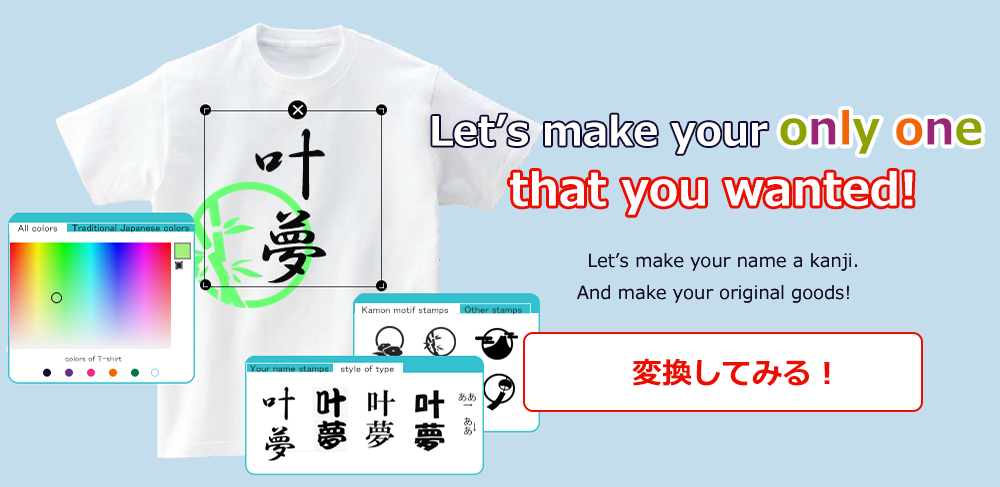 叶
夢
Let's make your only one
that you wanted!
Let's make your name a kanji.
And make your original goods!
変換してみる！
All colors
Traditional Japanese colors
colors of T-shirt
Kamon motif stamps
Other stamps
Your name stamps
style of type
叶 叶 叶 叶
夢 夢 夢 夢
ああ→
ああ↓